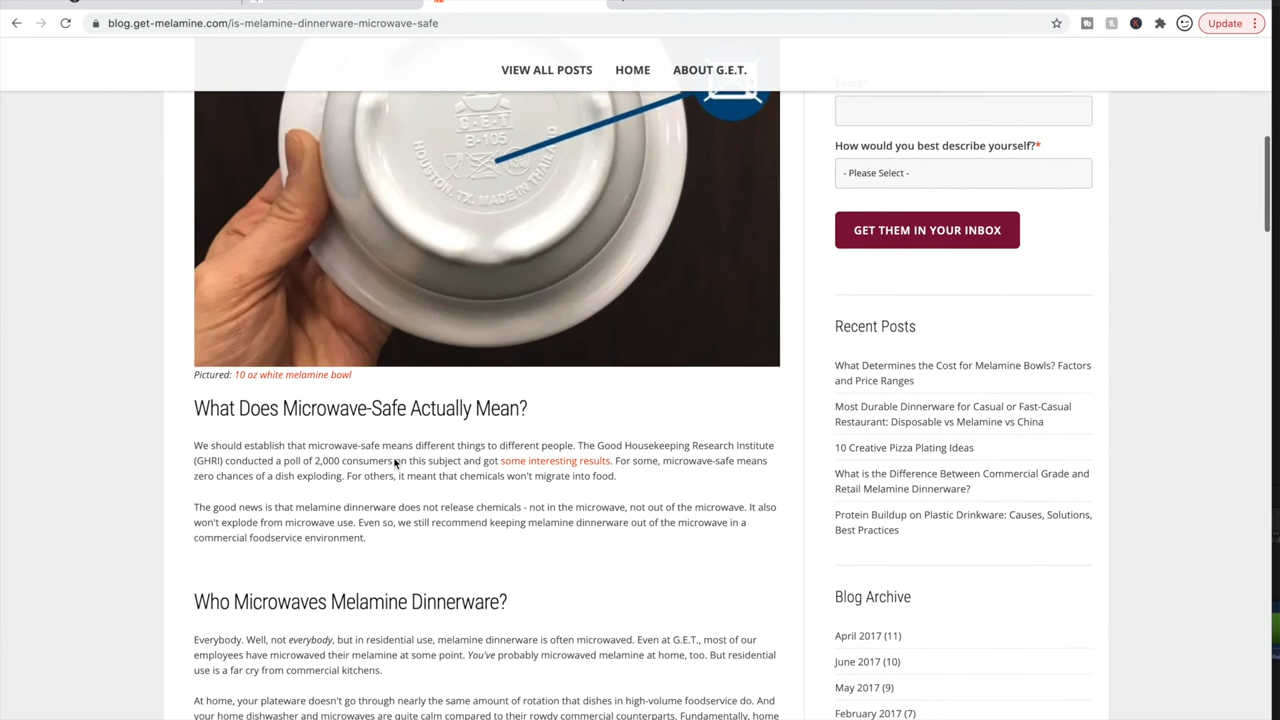 blog.get-melamine.com/is-melamine-dinnerware-microwave-safe
Update
VIEW ALL POSTS
HOME
ABOUT G.E.T.
Email*
How would you best describe yourself?*
- Please Select -
GET THEM IN YOUR INBOX
G·E·T
B-105
HOUSTON, TX. MADE IN THAILAND
Pictured: 10 oz white melamine bowl
What Does Microwave-Safe Actually Mean?
We should establish that microwave-safe means different things to different people. The Good Housekeeping Research Institute
(GHRI) conducted a poll of 2,000 consumers on this subject and got some interesting results. For some, microwave-safe means
zero chances of a dish exploding. For others, it meant that chemicals won't migrate into food.
The good news is that melamine dinnerware does not release chemicals - not in the microwave, not out of the microwave. It also
won't explode from microwave use. Even so, we still recommend keeping melamine dinnerware out of the microwave in a
commercial foodservice environment.
Who Microwaves Melamine Dinnerware?
Everybody. Well, not everybody, but in residential use, melamine dinnerware is often microwaved. Even at G.E.T., most of our
employees have microwaved their melamine at some point. You've probably microwaved melamine at home, too. But residential
use is a far cry from commercial kitchens.
At home, your plateware doesn't go through nearly the same amount of rotation that dishes in high-volume foodservice do. And
your home dishwasher and microwaves are quite calm compared to their rowdy commercial counterparts. Fundamentally, home
Recent Posts
What Determines the Cost for Melamine Bowls? Factors
and Price Ranges
Most Durable Dinnerware for Casual or Fast-Casual
Restaurant: Disposable vs Melamine vs China
10 Creative Pizza Plating Ideas
What is the Difference Between Commercial Grade and
Retail Melamine Dinnerware?
Protein Buildup on Plastic Drinkware: Causes, Solutions,
Best Practices
Blog Archive
April 2017 (11)
June 2017 (10)
May 2017 (9)
February 2017 (7)